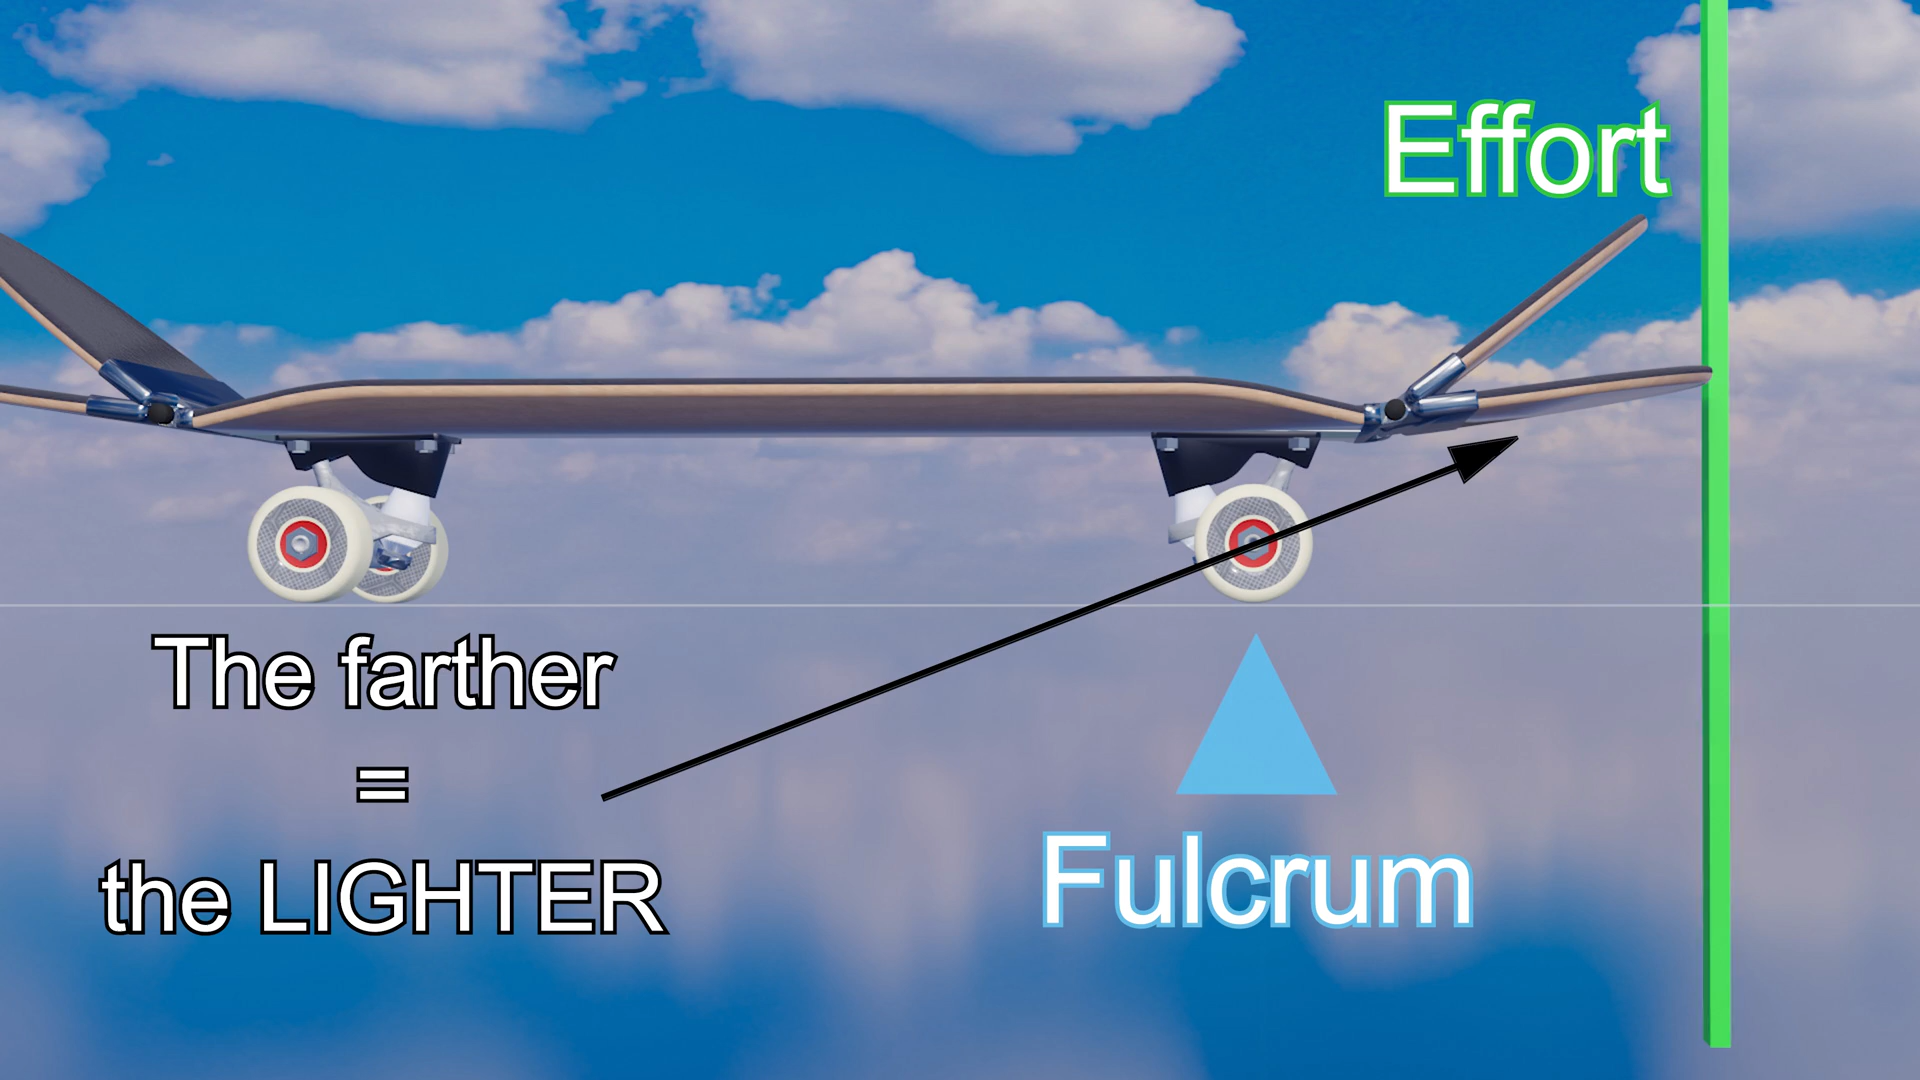 Effort
The farther
=
the LIGHTER
Fulcrum